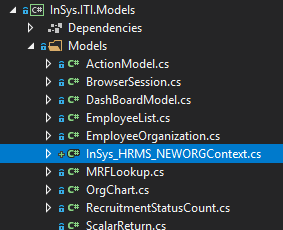 C# InSys.ITI.Models
Dependencies
Models
C# ActionModel.cs
C# BrowserSession.cs
C# DashBoardModel.cs
C# EmployeeList.cs
C# EmployeeOrganization.cs
C# InSys_HRMS_NEWORGContext.cs
C# MRFLookup.cs
C# OrgChart.cs
C# RecruitmentStatusCount.cs
C# ScalarReturn.cs